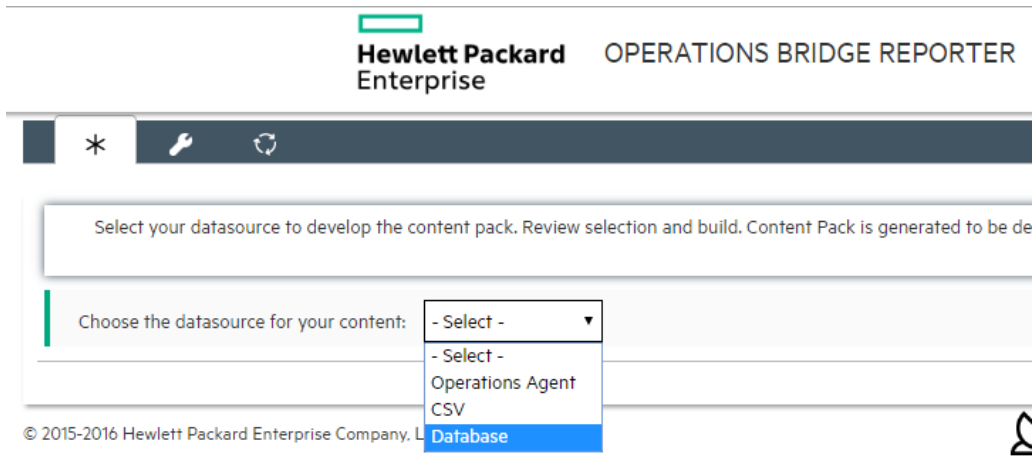 Hewlett Packard
Enterprise
OPERATIONS BRIDGE REPORTER
Select your datasource to develop the content pack. Review selection and build. Content Pack is generated to be de
Choose the datasource for your content:
- Select -
- Select -
Operations Agent
CSV
Database
© 2015-2016 Hewlett Packard Enterprise Company, L